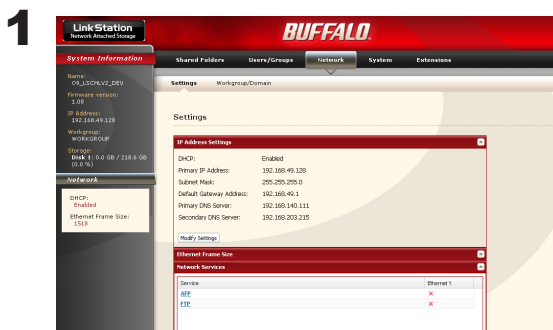 1
LinkStation
Network Attached Storage
BUFFALO
System Information
Shared Folders Users/Groups Network System Extensions
Settings Workgroup/Domain
Name:
09_LSCHLV2_DEV
Firmware version:
1.08
IP Address:
192.168.49.128
Workgroup:
WORKGROUP
Storage:
Disk 1: 0.0 GB / 218.6 GB
(0.0 %)
Network
DHCP:
Enabled
Ethernet Frame Size:
1518
Settings
IP Address Settings
DHCP: Enabled
Primary IP Address: 192.168.49.128
Subnet Mask: 255.255.255.0
Default Gateway Address: 192.168.49.1
Primary DNS Server: 192.168.140.111
Secondary DNS Server: 192.168.203.215
Modify Settings
Ethernet Frame Size
Network Services
Service Ethernet 1
AFP
FTP